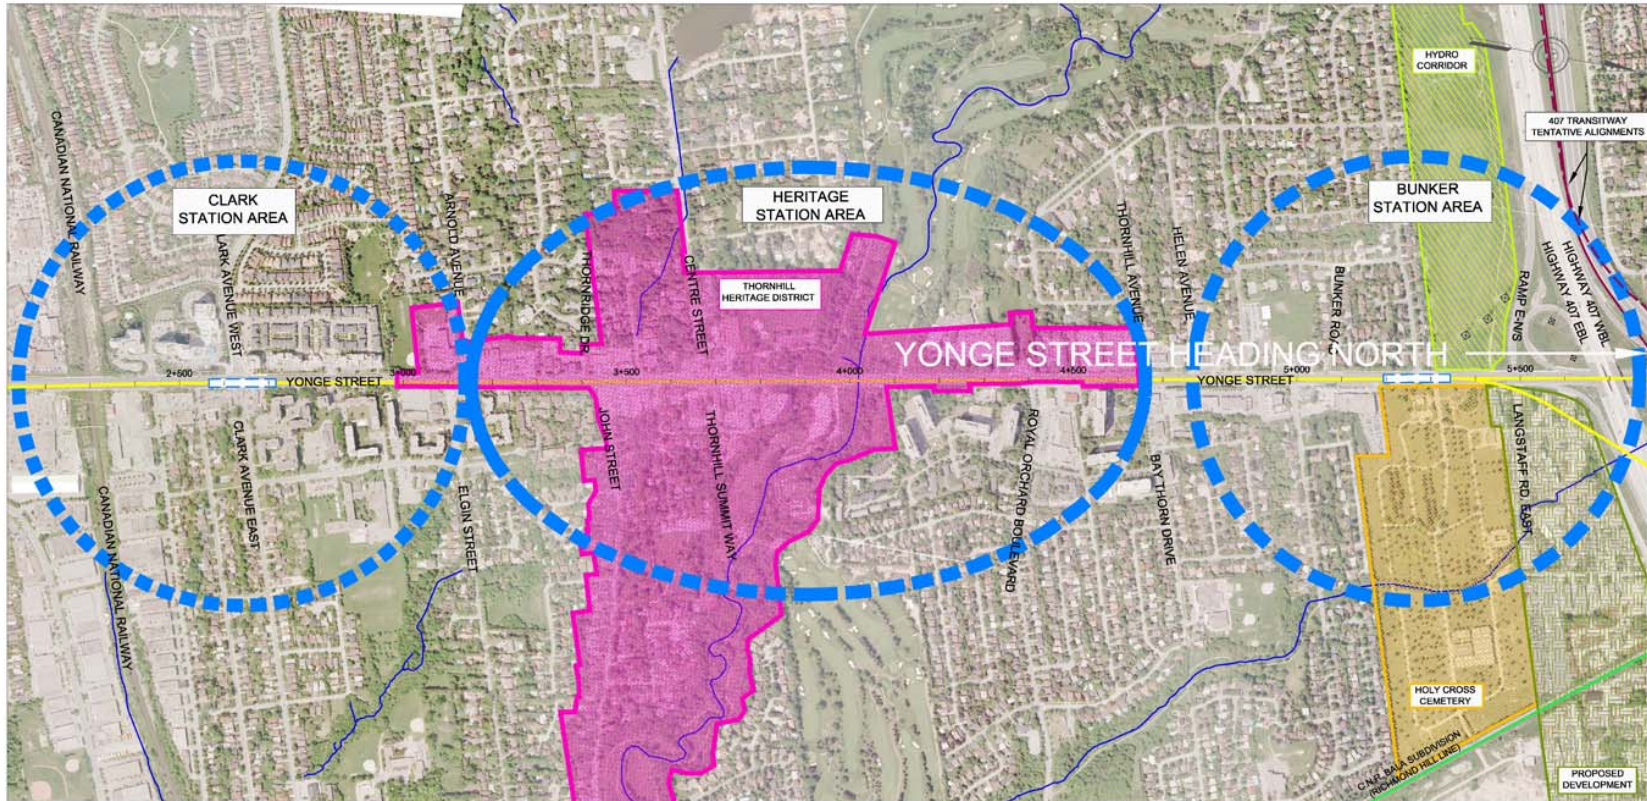 HYDRO
CORRIDOR
407 TRANSITWAY
TENTATIVE ALIGNMENTS
CANADIAN NATIONAL RAILWAY
CLARK
STATION AREA
HERITAGE
STATION AREA
BUNKER
STATION AREA
CLARK AVENUE WEST
ARNOLD AVENUE
THORNRIDGE DR
CENTRE STREET
THORNHILL
HERITAGE DISTRICT
THORNHILL AVENUE
HELEN AVENUE
BUNKER ROAD
RAMP E-N/S
HIGHWAY 407 WBL
HIGHWAY 407 EBL
YONGE STREET HEADING NORTH
2+500
YONGE STREET
3+000
3+500
4+000
4+500
YONGE STREET
5+000
5+500
CLARK AVENUE EAST
JOHN STREET
THORNHILL SUMMIT WAY
ROYAL ORCHARD BOULEVARD
BAY THORN DRIVE
LANGSTAFF RD. EAST
CANADIAN NATIONAL RAILWAY
ELGIN STREET
HOLY CROSS
CEMETERY
C.N.R. BALA SUBDIVISION
(RICHMOND HILL LINE)
PROPOSED
DEVELOPMENT